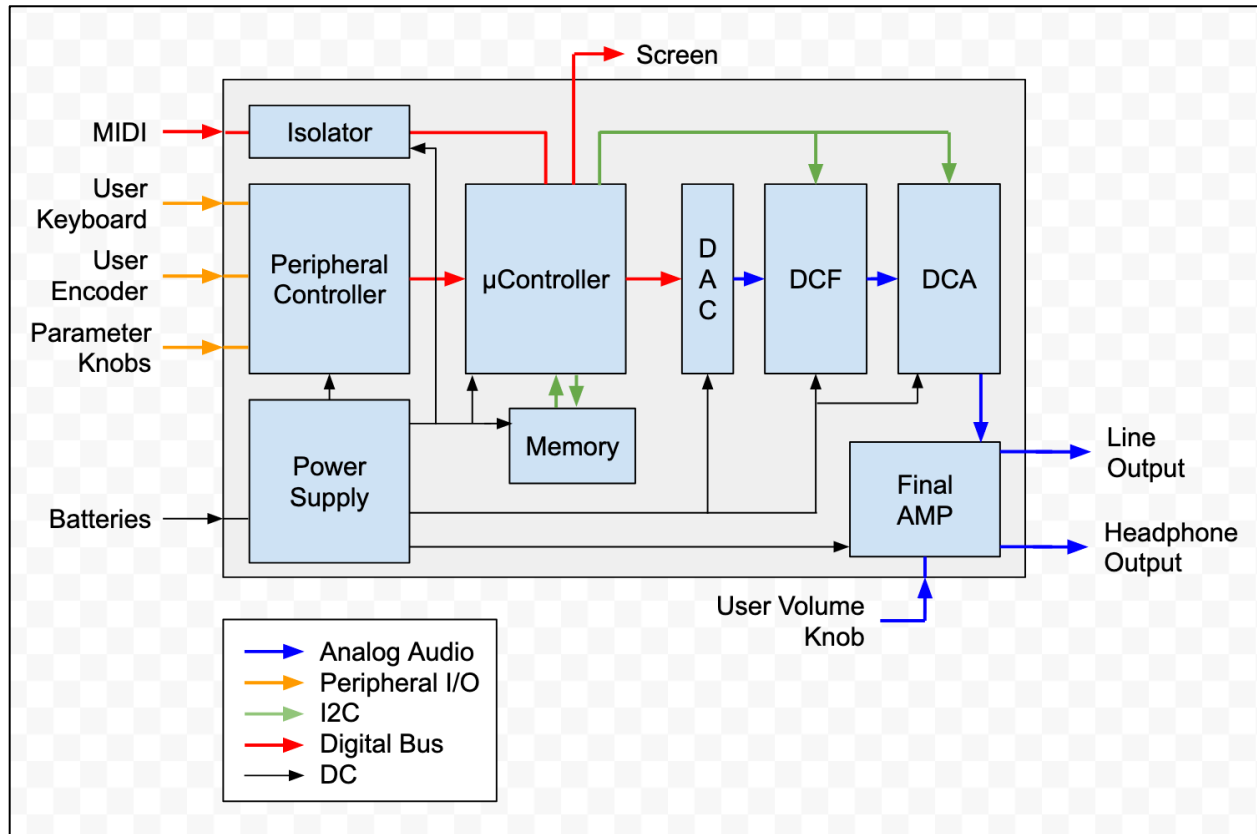 Screen
MIDI
Isolator
User
Keyboard
User
Encoder
Parameter
Knobs
Peripheral
Controller
µController
D
A
C
DCF
DCA
Memory
Power
Supply
Batteries
Final
AMP
Line
Output
Headphone
Output
User Volume
Knob
Analog Audio
Peripheral I/O
I2C
Digital Bus
DC